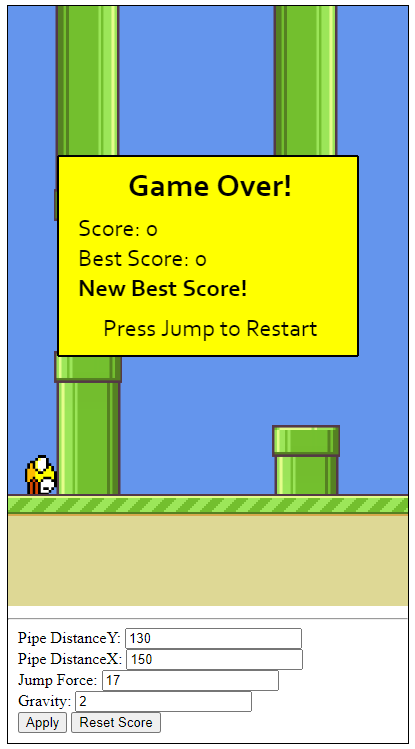 Game Over!
Score: 0
Best Score: 0
New Best Score!
Press Jump to Restart
Pipe DistanceY: 130
Pipe DistanceX: 150
Jump Force: 17
Gravity: 2
Apply Reset Score